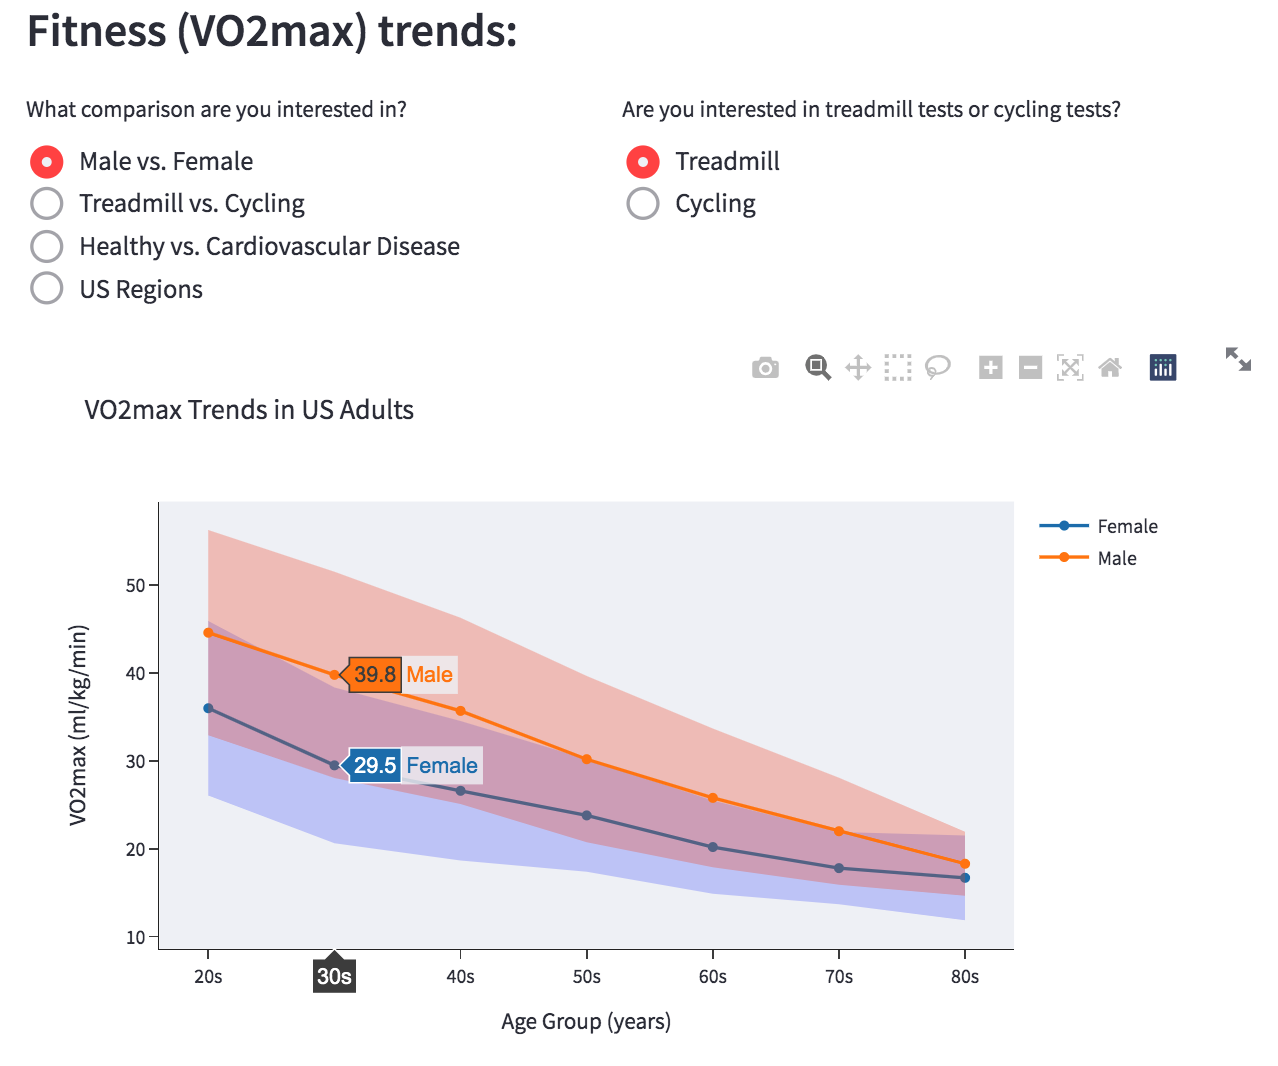 Fitness (VO2max) trends:
What comparison are you interested in?
Male vs. Female
Treadmill vs. Cycling
Healthy vs. Cardiovascular Disease
US Regions
Are you interested in treadmill tests or cycling tests?
Treadmill
Cycling
VO2max Trends in US Adults
VO2max (ml/kg/min)
50
40
30
20
10
39.8 Male
29.5 Female
20s
30s
40s
50s
60s
70s
80s
Age Group (years)
Female
Male